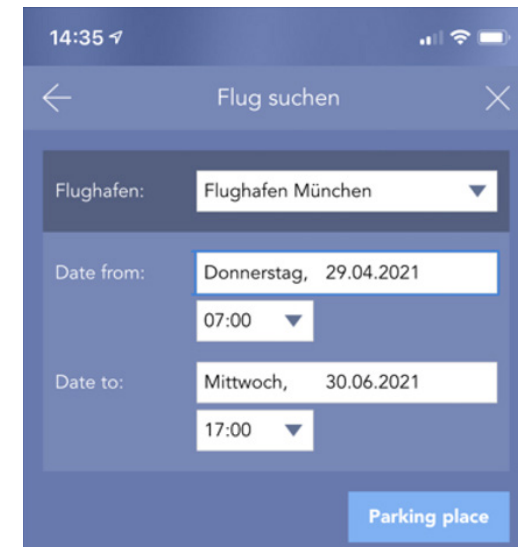 14:35
Flug suchen
Flughafen: Flughafen München
Date from: Donnerstag, 29.04.2021
07:00
Date to: Mittwoch, 30.06.2021
17:00
Parking place